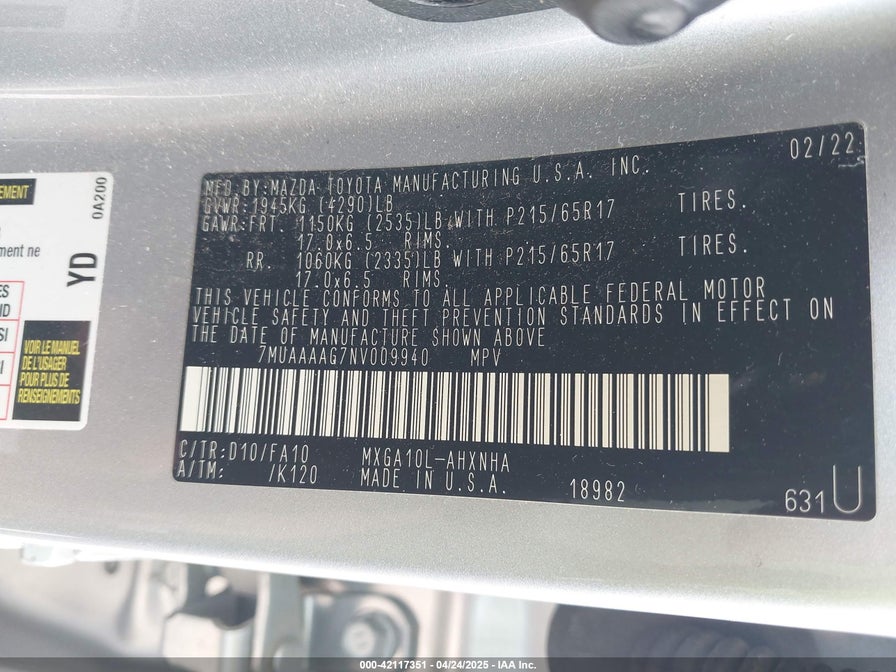 02/22
MFD.BY:MAZDA TOYOTA MANUFACTURING U.S.A. INC.
GVWR:1945KG (4290)LB
GAWR:FRT. 1150KG (2535)LB WITH P215/65R17 TIRES.
17.0x6.5 RIMS.
RR. 1060KG (2335)LB WITH P215/65R17 TIRES.
17.0x6.5 RIMS.
THIS VEHICLE CONFORMS TO ALL APPLICABLE FEDERAL MOTOR
VEHICLE SAFETY AND THEFT PREVENTION STANDARDS IN EFFECT ON
THE DATE OF MANUFACTURE SHOWN ABOVE
7MUAAAAG7NV009940 MPV
C/TR:D10/FA10 MXGA10L-AHXNHA
A/TM: /K120 MADE IN U.S.A. 18982
631U
0A200
YD
ment ne
VOIR LE MANUEL
DE L'USAGER
POUR PLUS DE
RENSEIGNEMENTS
000-42117351 - 04/24/2025 - IAA Inc.